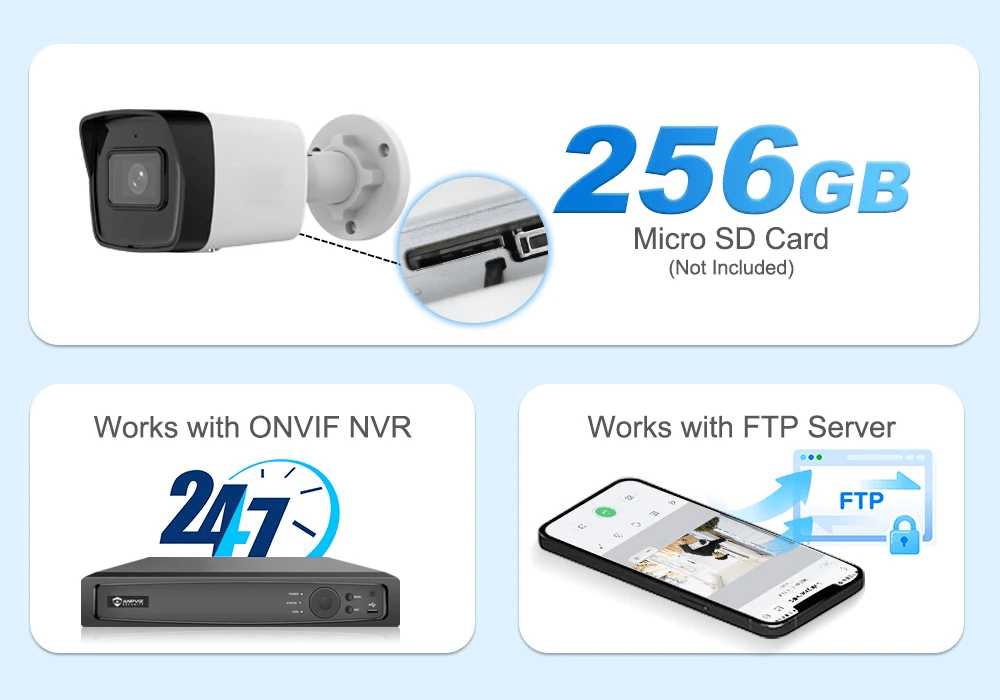 256GB
Micro SD Card
(Not Included)
Works with ONVIF NVR
24/7
Works with FTP Server
FTP